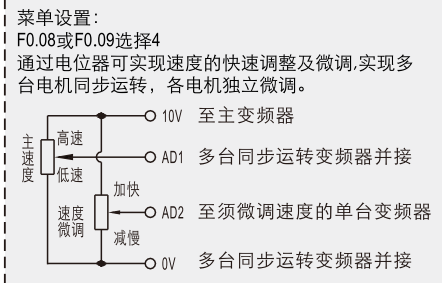 菜单设置:
F0.08或F0.09选择4
通过电位器可实现速度的快速调整及微调,实现多
台电机同步运转，各电机独立微调。
10V 至主变频器
主速度
高速
低速
AD1 多台同步运转变频器并接
加快
速度
微调
减慢
AD2 至须微调速度的单台变频器
0V 多台同步运转变频器并接